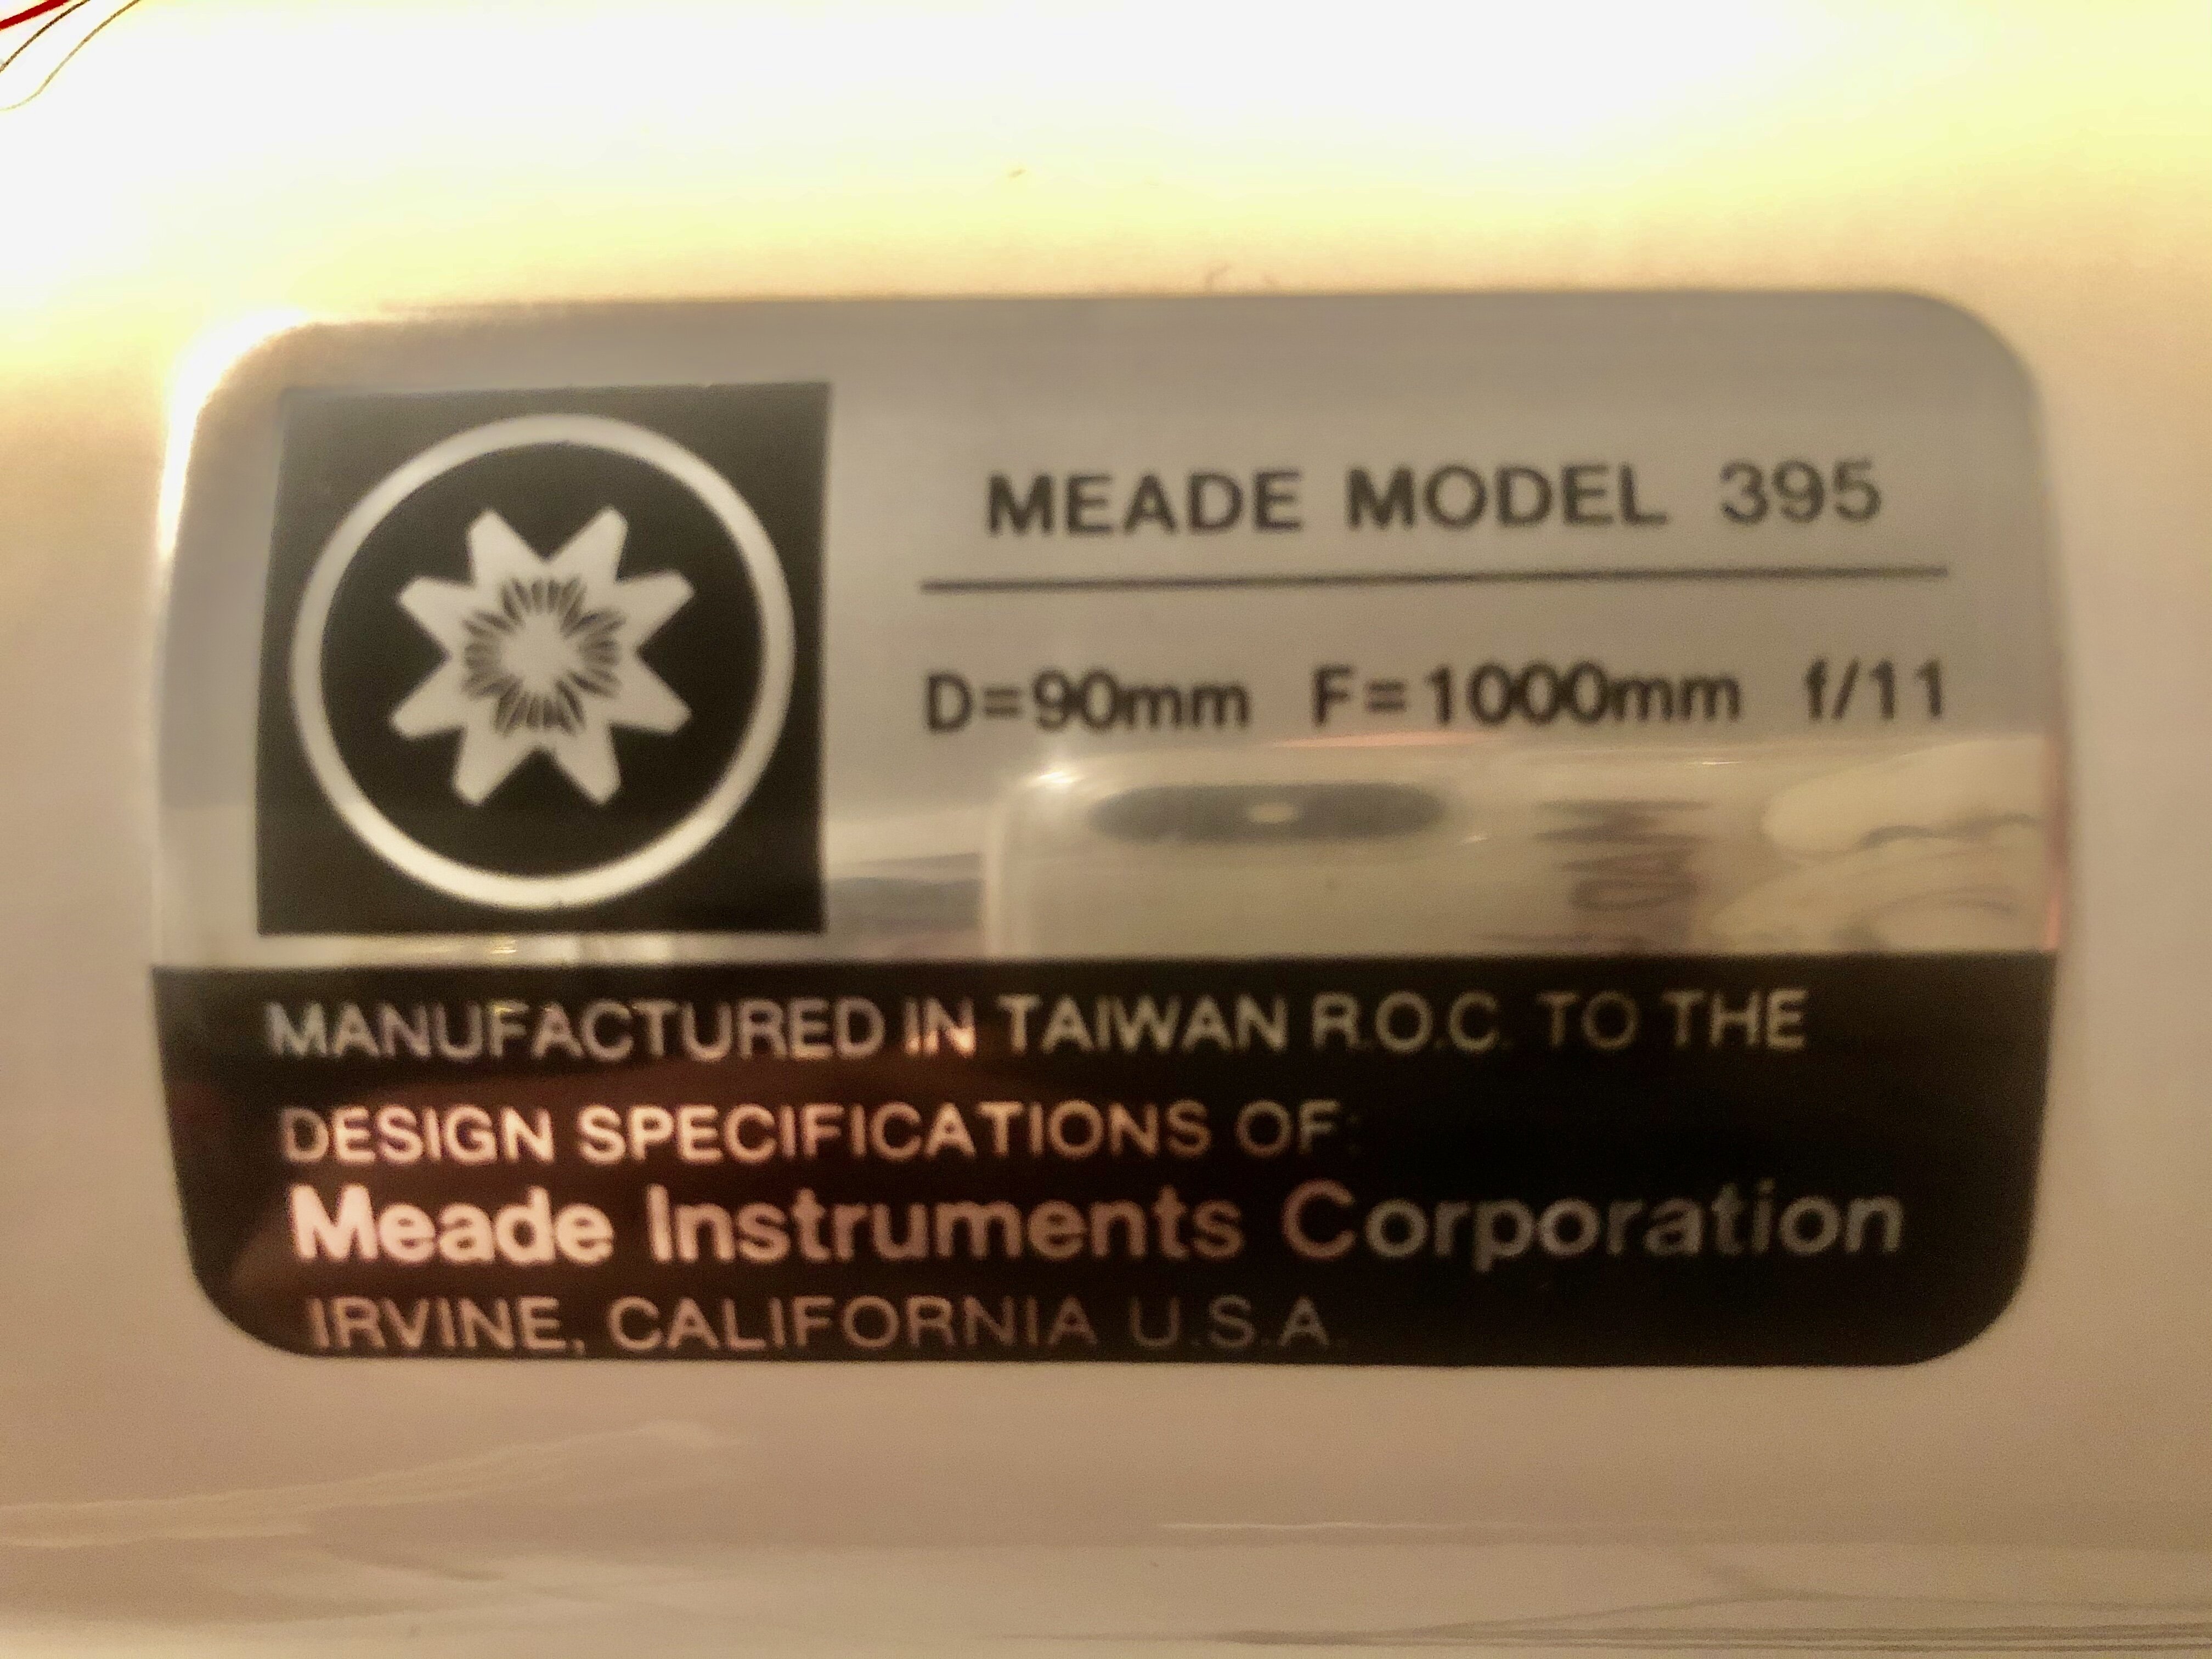 MEADE MODEL 395
D=90mm F=1000mm f/11
MANUFACTURED IN TAIWAN R.O.C. TO THE
DESIGN SPECIFICATIONS OF:
Meade Instruments Corporation
IRVINE, CALIFORNIA U.S.A.